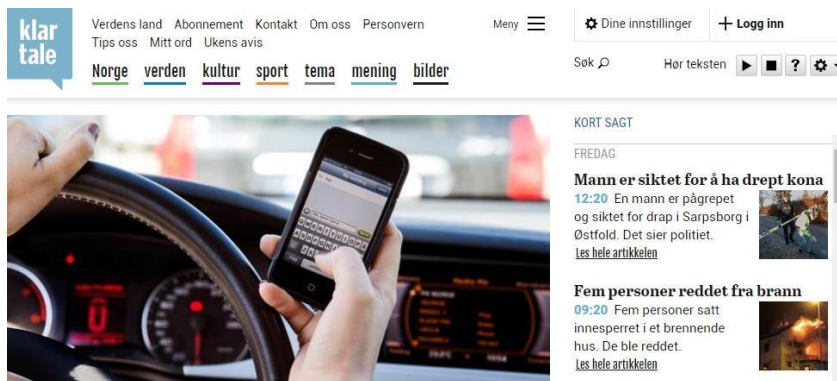 klar
tale
Verdens land Abonnement Kontakt Om oss Personvern
Tips oss Mitt ord Ukens avis
Meny
Norge verden kultur sport tema mening bilder
Dine innstillinger
+ Logg inn
Søk
Hør teksten
?
KORT SAGT
FREDAG
Mann er siktet for å ha drept kona
12:20 En mann er pågrepet
og siktet for drap i Sarpsborg i
Østfold. Det sier politiet.
Les hele artikkelen
Fem personer reddet fra brann
09:20 Fem personer satt
innesperret i et brennende
hus. De ble reddet.
Les hele artikkelen